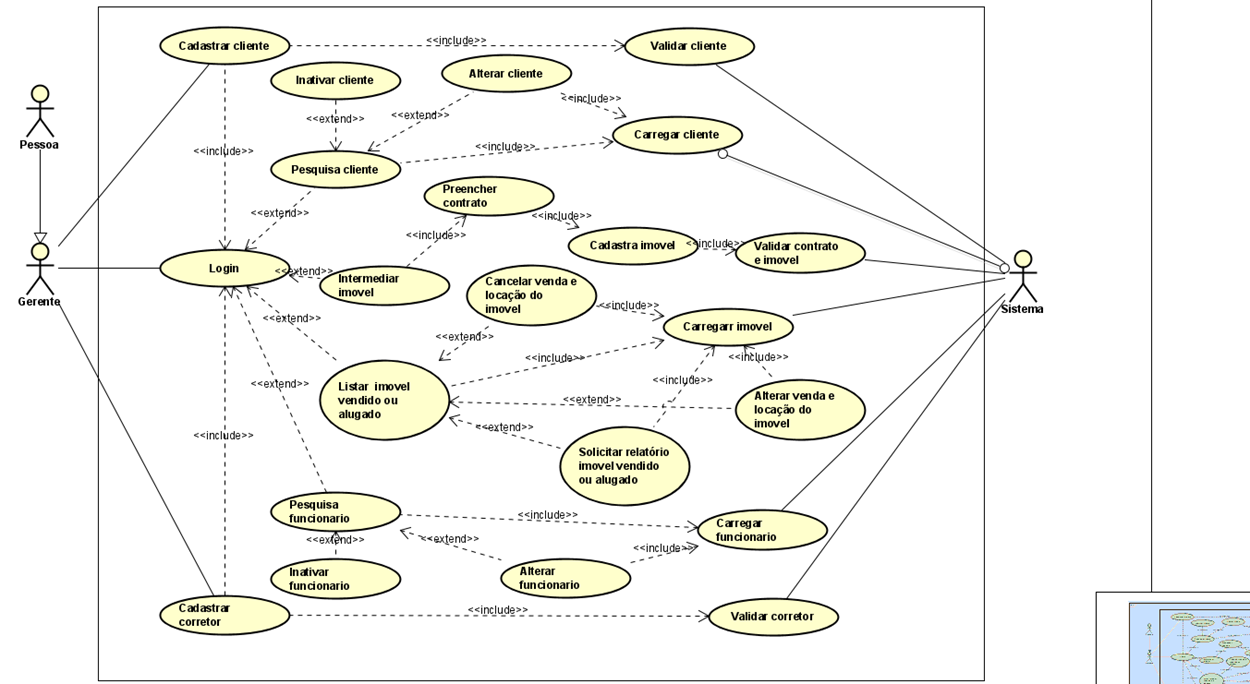 Cadastrar cliente
<<include>>
Validar cliente
Inativar cliente
Alterar cliente
<<include>>
<<extend>>
<<extend>>
Carregar cliente
Pessoa
<<include>>
<<include>>
Pesquisa cliente
Preencher
contrato
<<extend>>
<<include>>
<<include>>
Cadastra imovel
<<include>>
Validar contrato
e imovel
Login
<<extend>>
Intermediar
imovel
Cancelar venda e
locação do
imovel
Gerente
Sistema
<<include>>
<<extend>>
Carregarr imovel
<<extend>>
<<include>>
<<include>>
<<include>>
<<extend>>
Listar imovel
vendido ou
alugado
<<extend>>
Alterar venda e
locação do
imovel
<<extend>>
<<include>>
Solicitar relatório
imovel vendido
ou alugado
Pesquisa
funcionario
<<include>>
Carregar
funcionario
<<extend>>
<<extend>>
<<include>>
Inativar
funcionario
Alterar
funcionario
Cadastrar
corretor
<<include>>
Validar corretor